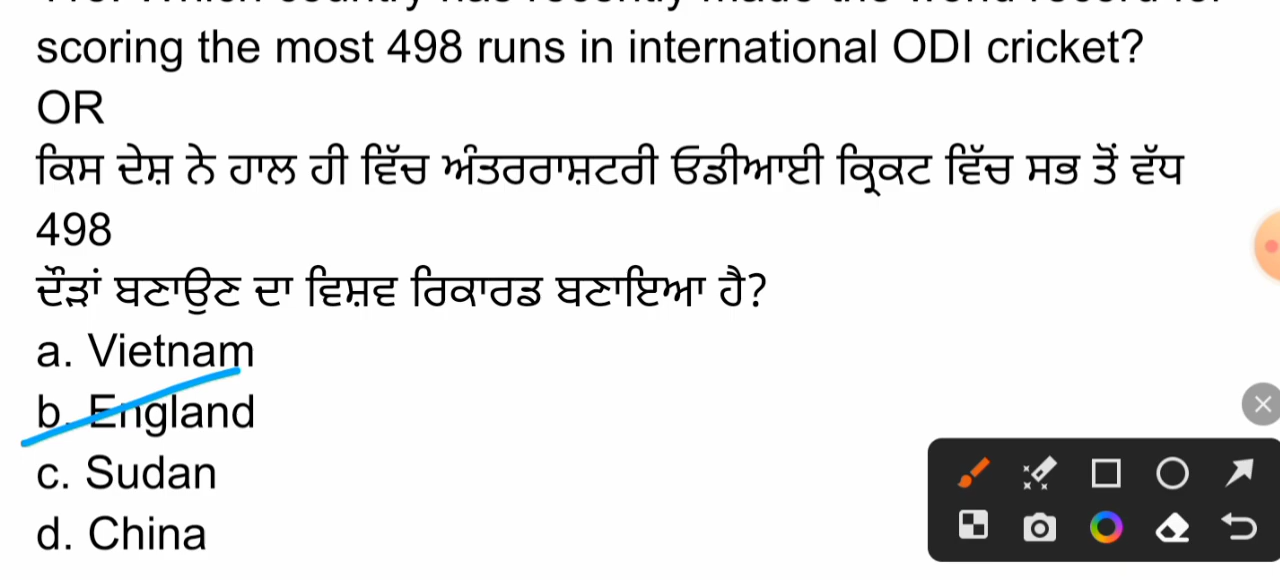 scoring the most 498 runs in international ODI cricket?
OR
ਕਿਸ ਦੇਸ਼ ਨੇ ਹਾਲ ਹੀ ਵਿੱਚ ਅੰਤਰਰਾਸ਼ਟਰੀ ਓਡੀਆਈ ਕ੍ਰਿਕਟ ਵਿੱਚ ਸਭ ਤੋਂ ਵੱਧ
498
ਦੌੜਾਂ ਬਣਾਉਣ ਦਾ ਵਿਸ਼ਵ ਰਿਕਾਰਡ ਬਣਾਇਆ ਹੈ?
a. Vietnam
b. England
c. Sudan
d. China